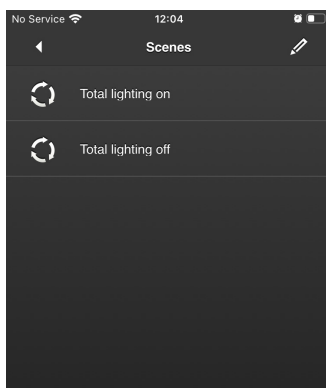 No Service 12:04
Scenes
Total lighting on
Total lighting off